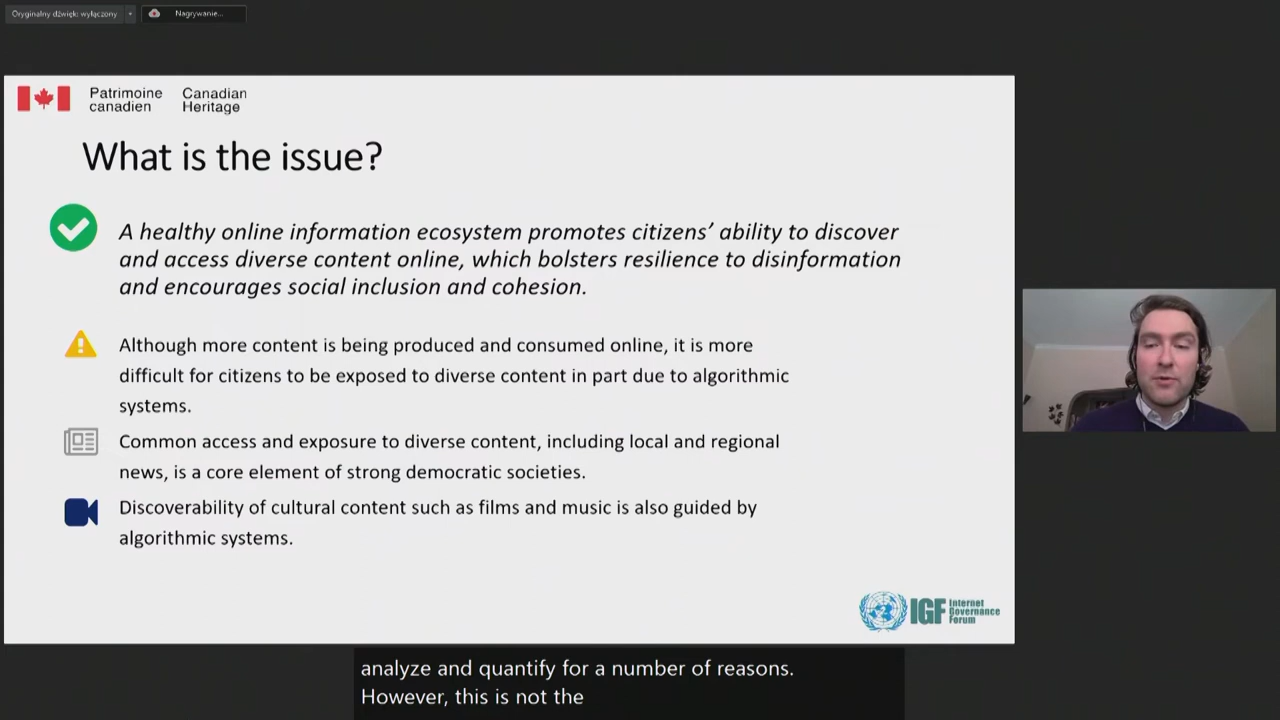 Oryginalny dźwięk: wyłączony
Nagrywanie...
Patrimoine canadien
Canadian Heritage
What is the issue?
A healthy online information ecosystem promotes citizens’ ability to discover
and access diverse content online, which bolsters resilience to disinformation
and encourages social inclusion and cohesion.
Although more content is being produced and consumed online, it is more
difficult for citizens to be exposed to diverse content in part due to algorithmic
systems.
Common access and exposure to diverse content, including local and regional
news, is a core element of strong democratic societies.
Discoverability of cultural content such as films and music is also guided by
algorithmic systems.
IGF
Internet
Governance
Forum
analyze and quantify for a number of reasons.
However, this is not the